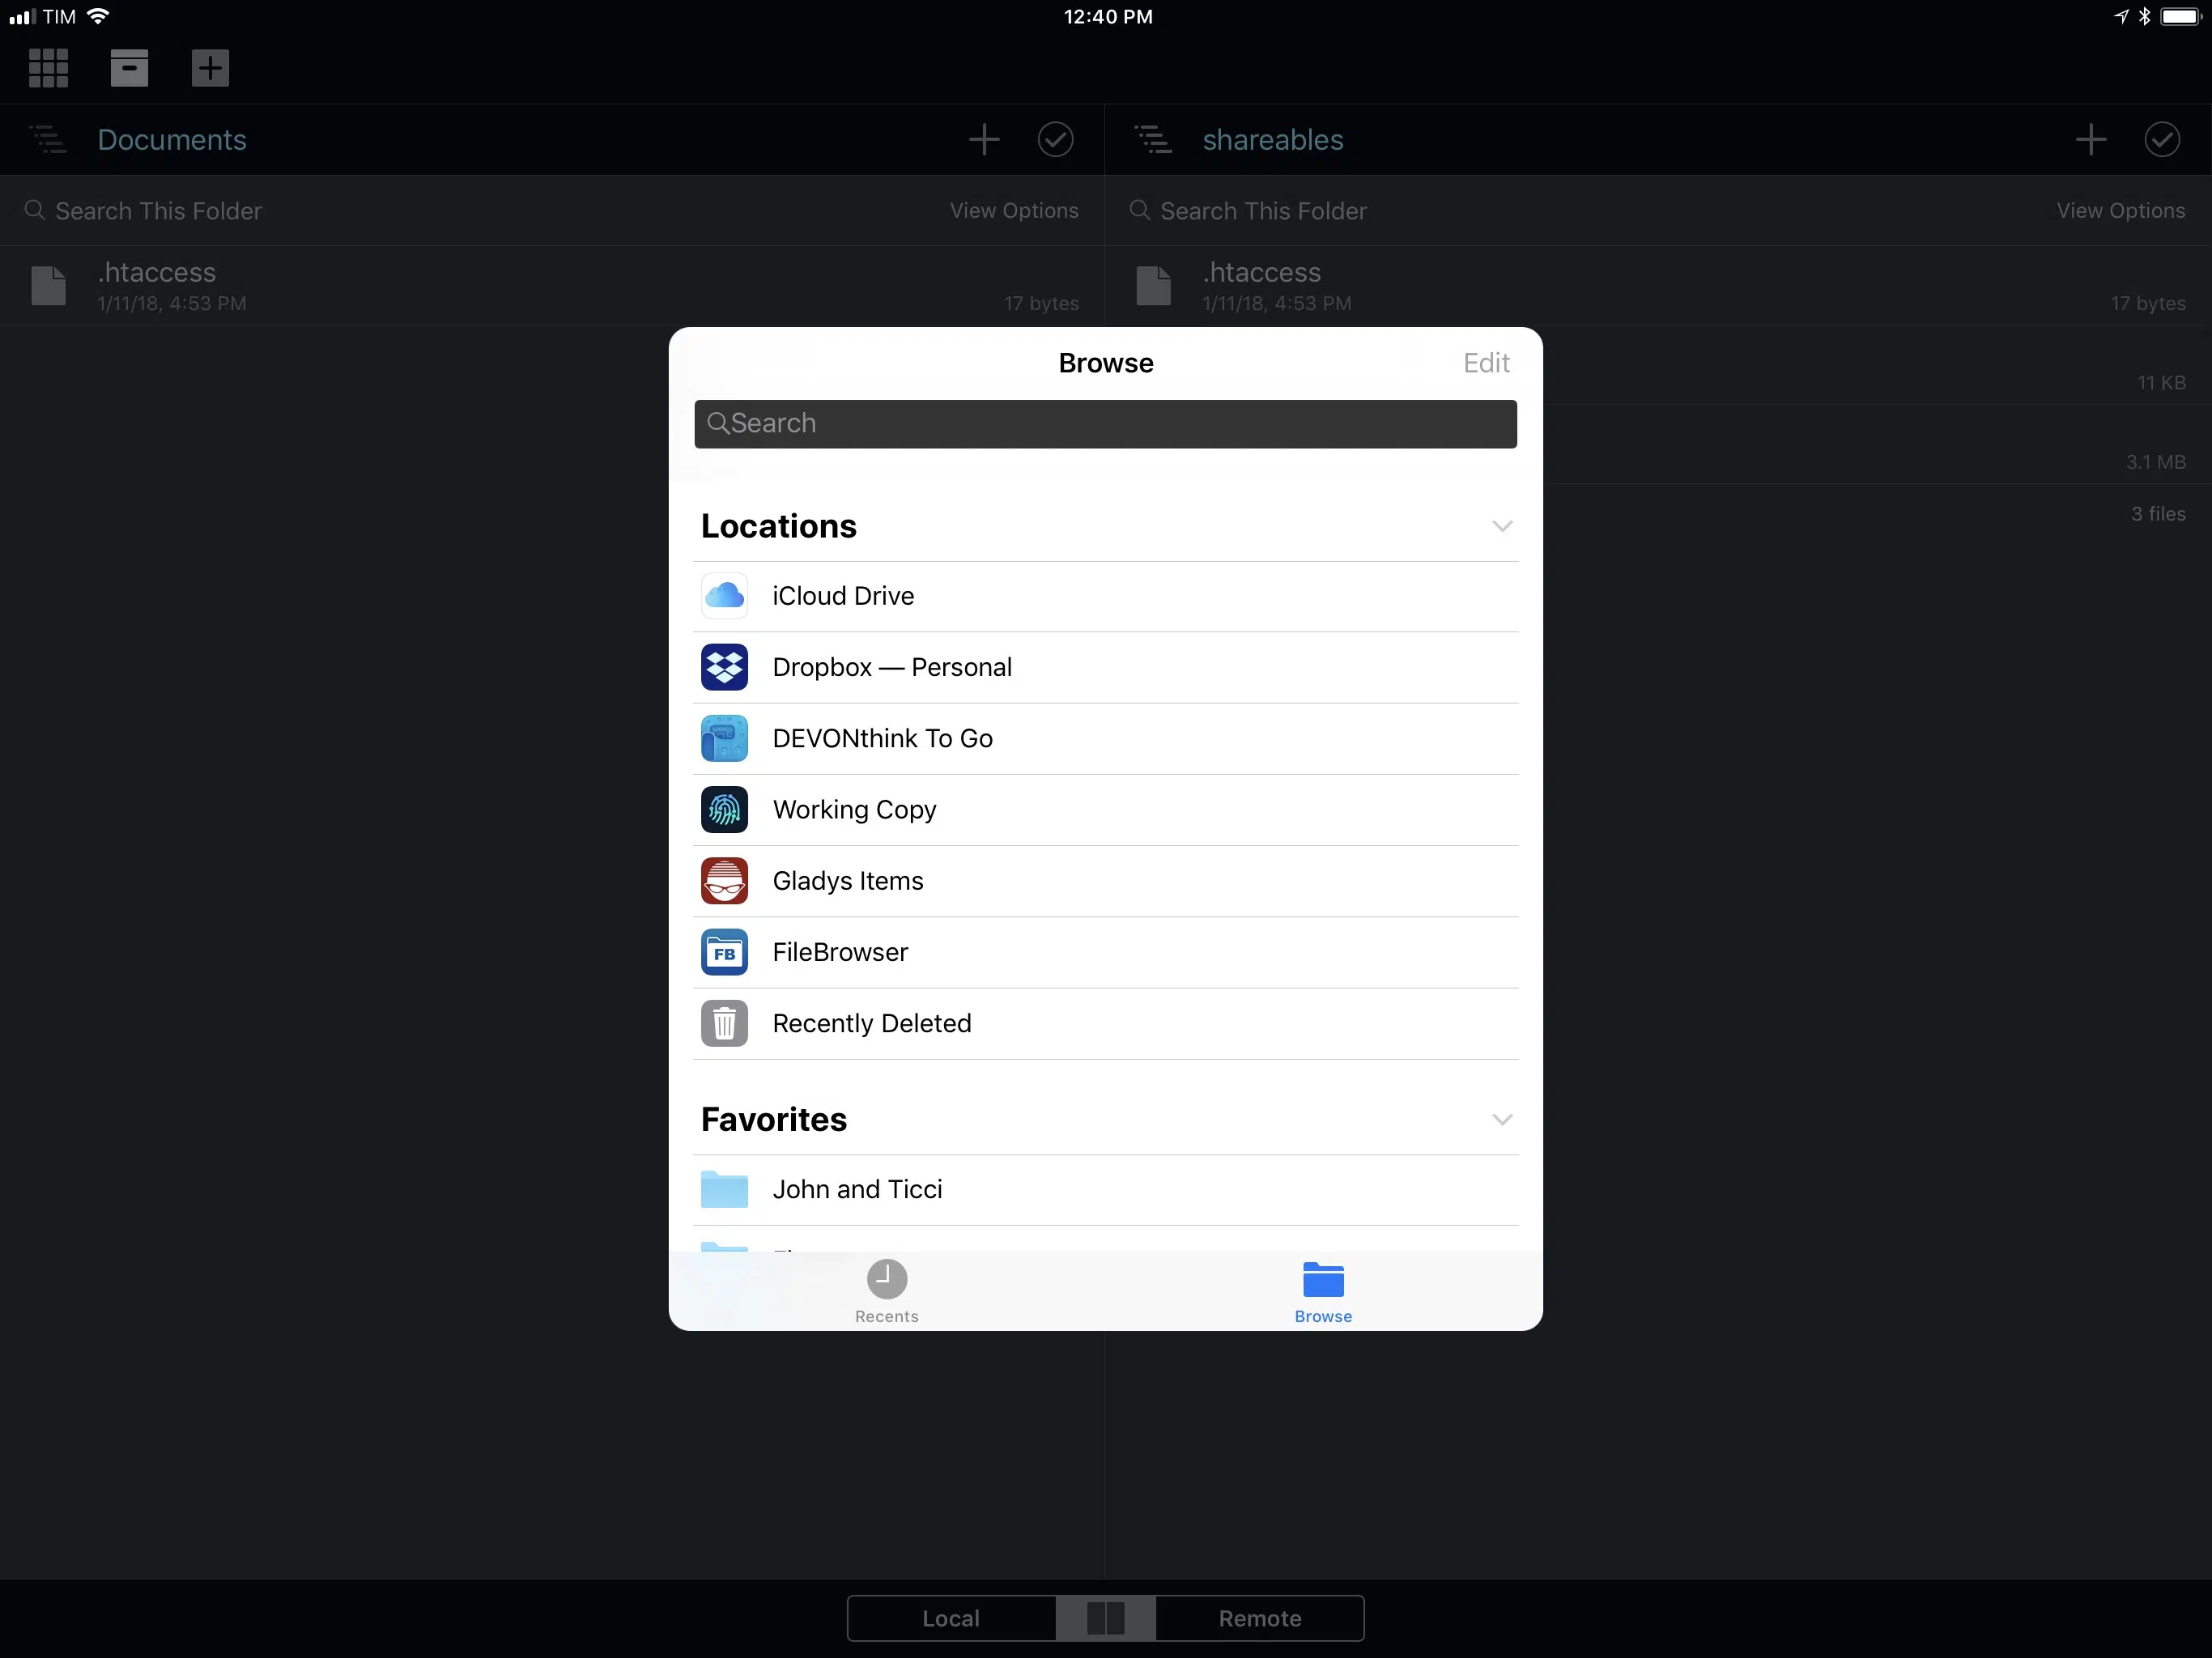 TIM
12:40 PM
Documents
shareables
Search This Folder
View Options
Search This Folder
View Options
.htaccess
1/11/18, 4:53 PM
17 bytes
.htaccess
1/11/18, 4:53 PM
17 bytes
11 KB
3.1 MB
3 files
Browse
Edit
Search
Locations
iCloud Drive
Dropbox — Personal
DEVONthink To Go
Working Copy
Gladys Items
FB
FileBrowser
Recently Deleted
Favorites
John and Ticci
Recents
Browse
Local
Remote